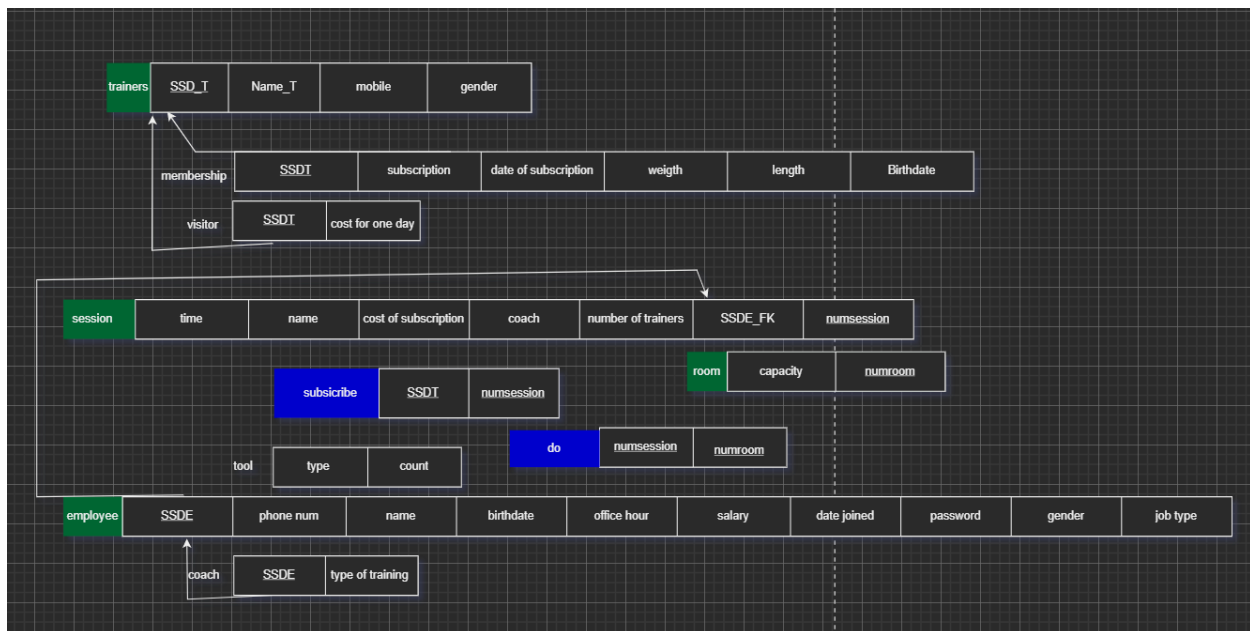 trainers SSD_T Name_T mobile gender
membership SSDT subscription date of subscription weigth length Birthdate
visitor SSDT cost for one day
session time name cost of subscription coach number of trainers SSDE_FK numsession
room capacity numroom
subsicribe SSDT numsession
do numsession numroom
tool type count
employee SSDE phone num name birthdate office hour salary date joined password gender job type
coach SSDE type of training